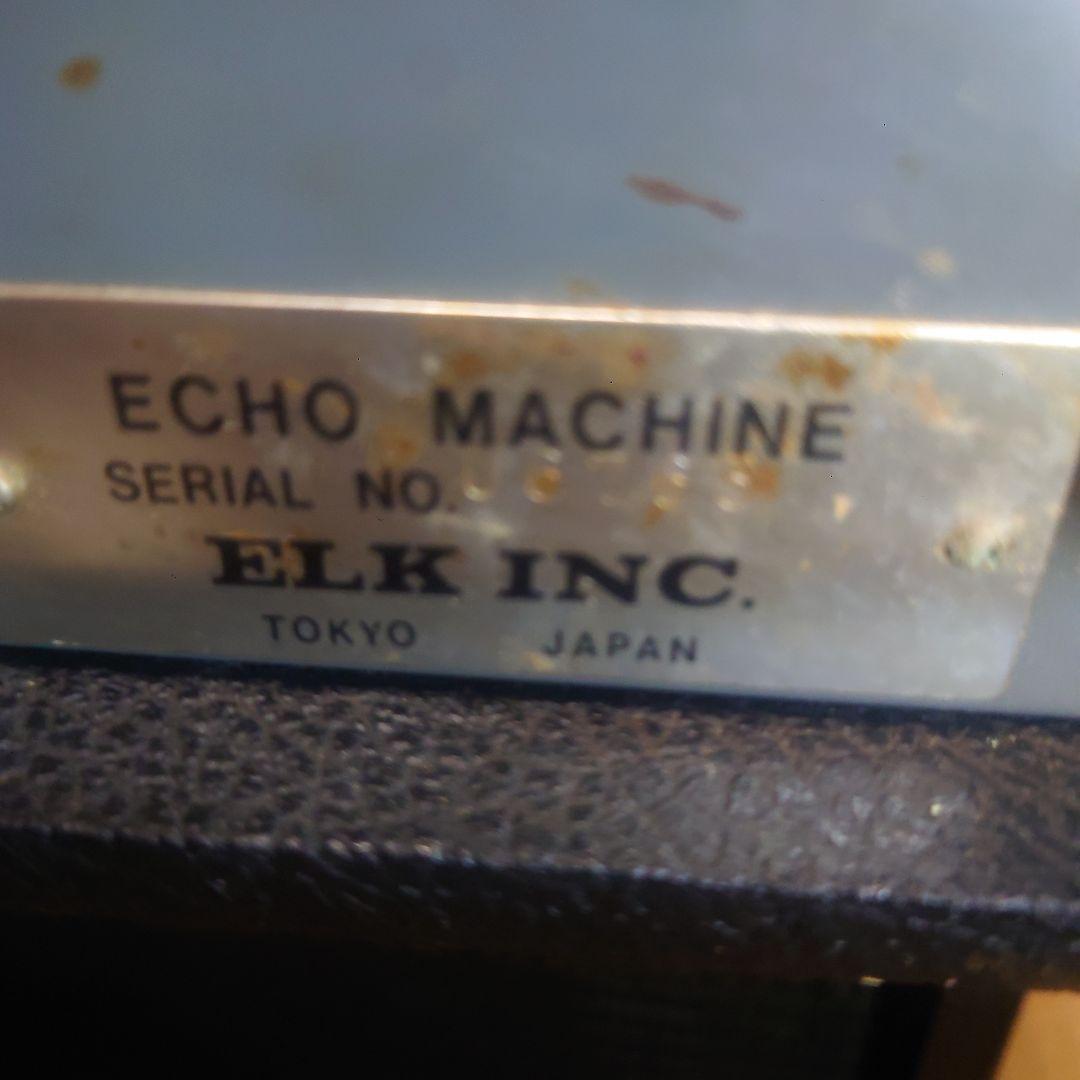 ECHO MACHINE
SERIAL NO.
ELK INC.
TOKYO JAPAN